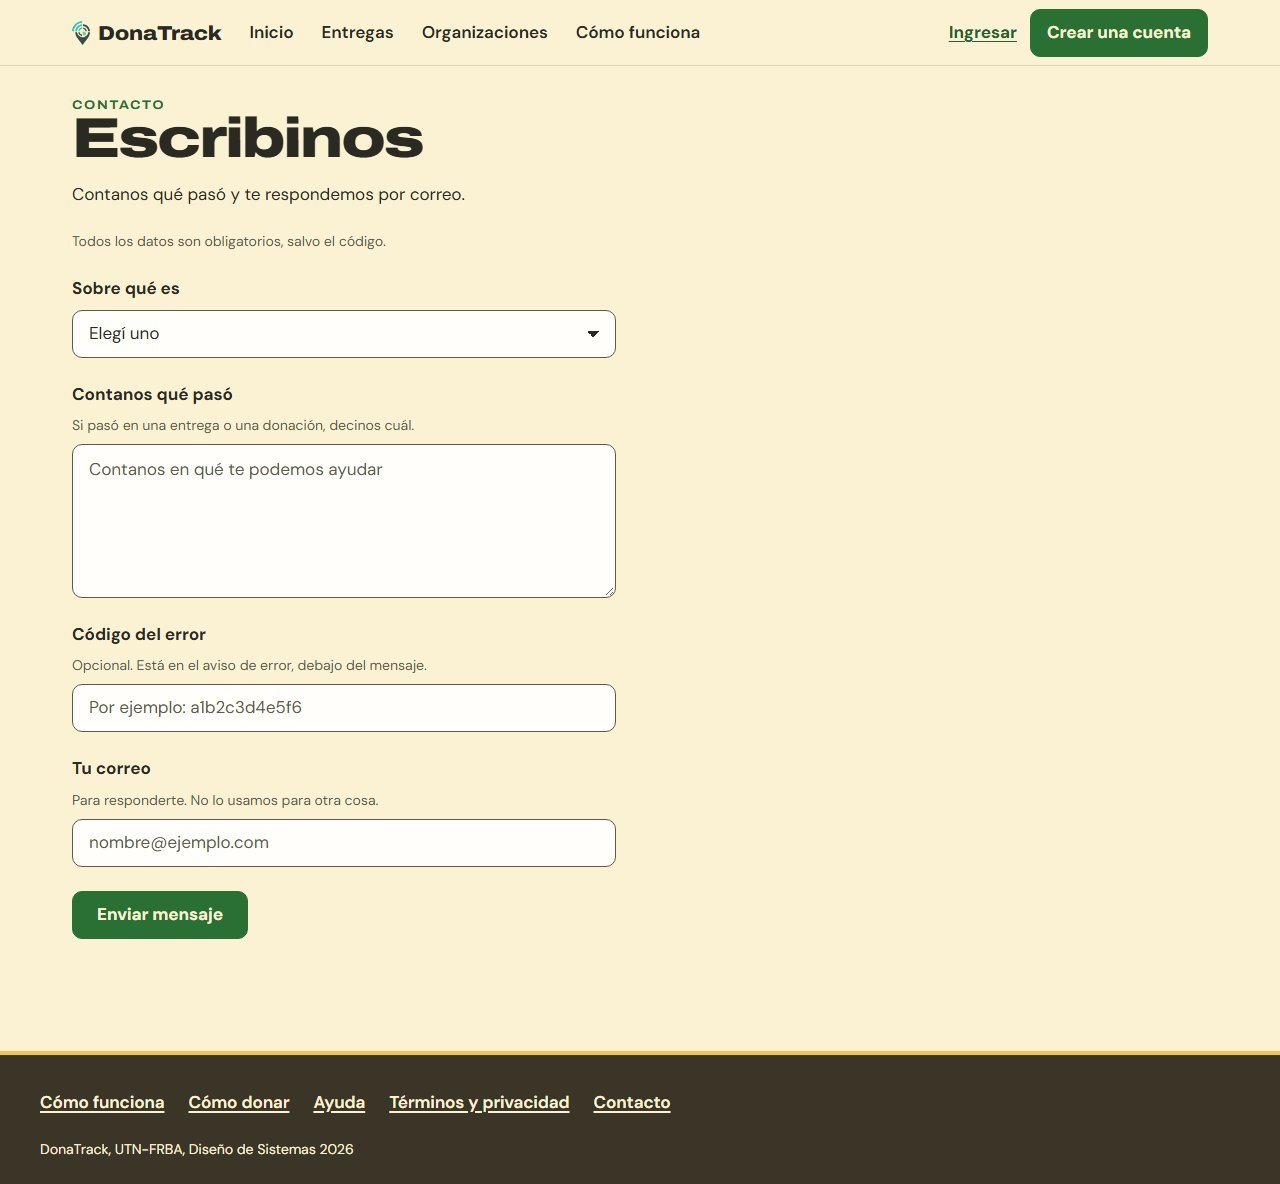 DonaTrack Inicio Entregas Organizaciones Cómo funciona Ingresar Crear una cuenta
CONTACTO
Escribinos
Contanos qué pasó y te respondemos por correo.
Todos los datos son obligatorios, salvo el código.
Sobre qué es
Elegí uno
Contanos qué pasó
Si pasó en una entrega o una donación, decinos cuál.
Contanos en qué te podemos ayudar
Código del error
Opcional. Está en el aviso de error, debajo del mensaje.
Por ejemplo: a1b2c3d4e5f6
Tu correo
Para responderte. No lo usamos para otra cosa.
nombre@ejemplo.com
Enviar mensaje
Cómo funciona Cómo donar Ayuda Términos y privacidad Contacto
DonaTrack, UTN-FRBA, Diseño de Sistemas 2026